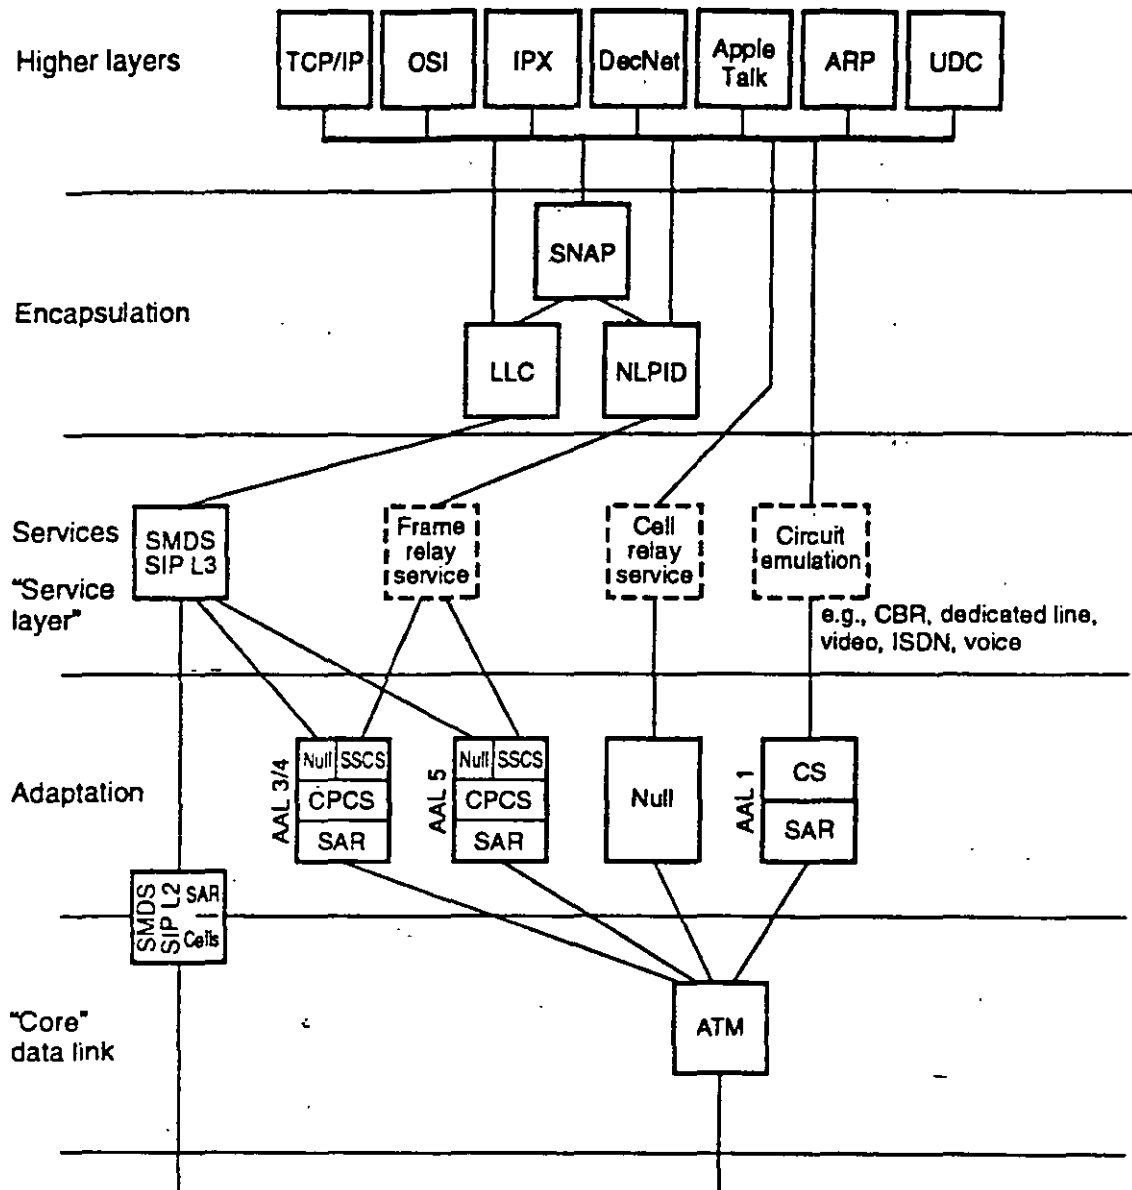 Higher layers
TCP/IP
OSI
IPX
DecNet
Apple
Talk
ARP
UDC
Encapsulation
SNAP
LLC
NLPID
Services
"Service
layer"
SMDS
SIP L3
Frame
relay
service
Cell
relay
service
Circuit
emulation
e.g., CBR, dedicated line,
video, ISDN, voice
Adaptation
AAL 3/4
Null
SSCS
CPCS
SAR
AAL 5
Null
SSCS
CPCS
SAR
Null
AAL 1
CS
SAR
SMDS
SIP L2
SAR
Cells
"Core"
data link
ATM